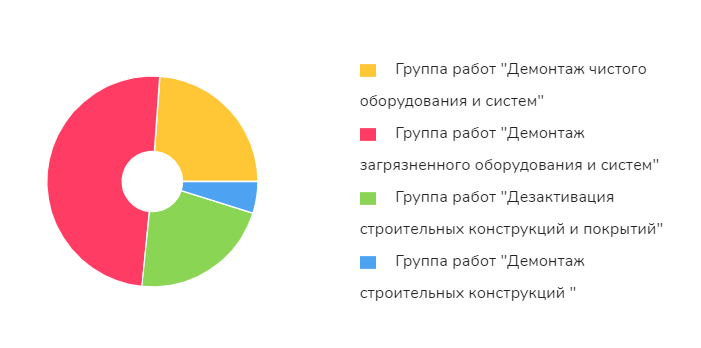 Группа работ "Демонтаж чистого
оборудования и систем"
Группа работ "Демонтаж
загрязненного оборудования и систем"
Группа работ "Дезактивация
строительных конструкций и покрытий"
Группа работ "Демонтаж
строительных конструкций "